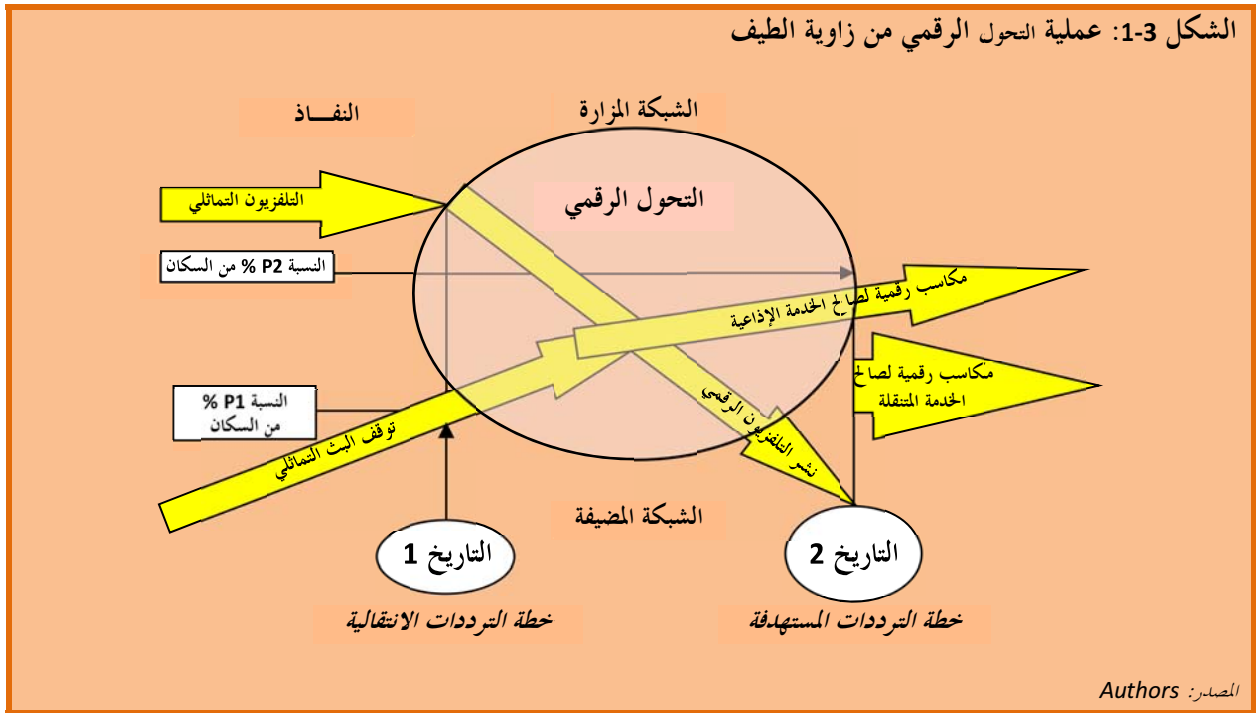 الشكل 3-1: عملية التحول الرقمي من زاوية الطيف
الشبكة المزارة
النفــاذ
التحول الرقمي
التلفزيون التماثلي
النسبة P2 % من السكان
مكاسب رقمية لصالح الخدمة الإذاعية
مكاسب رقمية لصالح
الخدمة المتنقلة
النسبة P1 %
من السكان
توقف البث التماثلي
نشر التلفزيون الرقمي
الشبكة المضيفة
التاريخ 1
التاريخ 2
خطة الترددات الانتقالية
خطة الترددات المستهدفة
المصدر: Authors